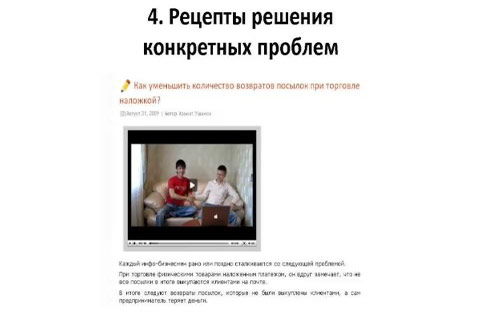 4. Рецепты решения
конкретных проблем
Как уменьшить количество возвратов посылок при торговле
наложкой?
Август 31, 2009 | Автор
Каждый инфо-бизнесмен рано или поздно сталкивается со следующей проблемой.
При торговле физическими товарами наложенным платежом, он вдруг замечает, что не
все посылки в итоге выкупаются клиентами на почте.
В итоге следуют возвраты посылок, которые не были выкуплены клиентами, а сам
предприниматель теряет деньги.